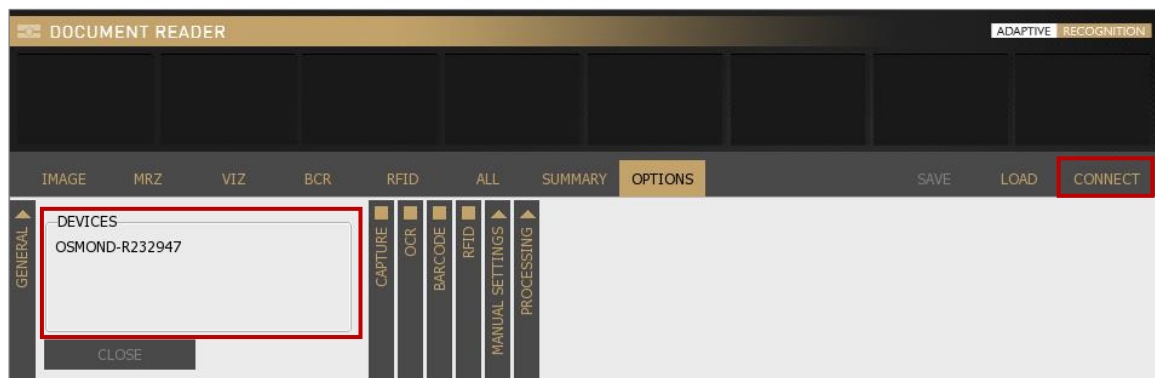 DOCUMENT READER
ADAPTIVE RECOGNITION
IMAGE MRZ VIZ BCR RFID ALL SUMMARY OPTIONS SAVE LOAD CONNECT
GENERAL
DEVICES
OSMOND-R232947
CLOSE
CAPTURE
OCR
BARCODE
RFID
MANUAL SETTINGS
PROCESSING